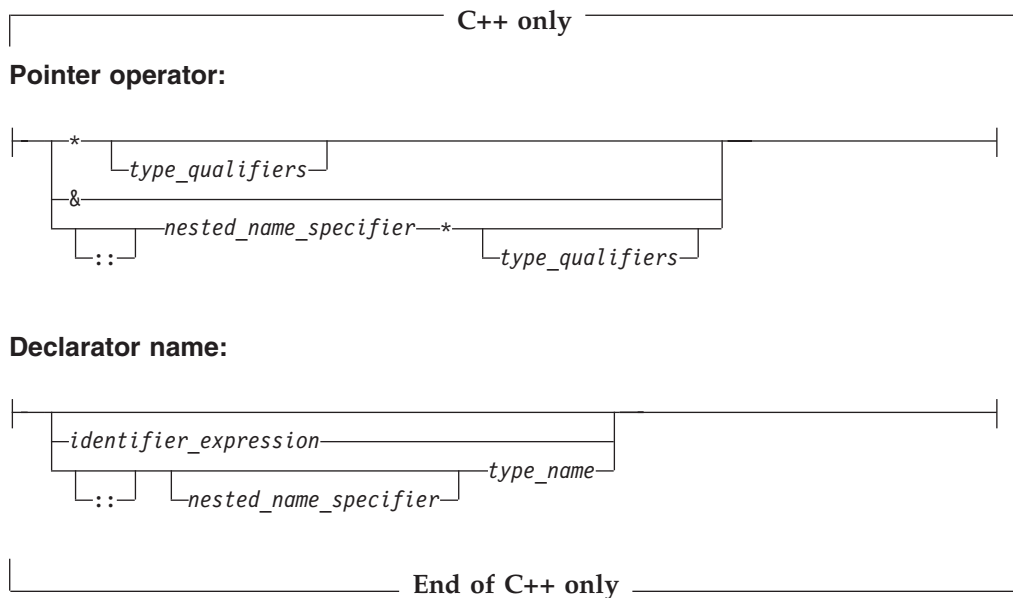 C++ only
Pointer operator:
*
type_qualifiers
&
nested_name_specifier *
:: type_qualifiers
Declarator name:
identifier_expression
type_name
:: nested_name_specifier
End of C++ only